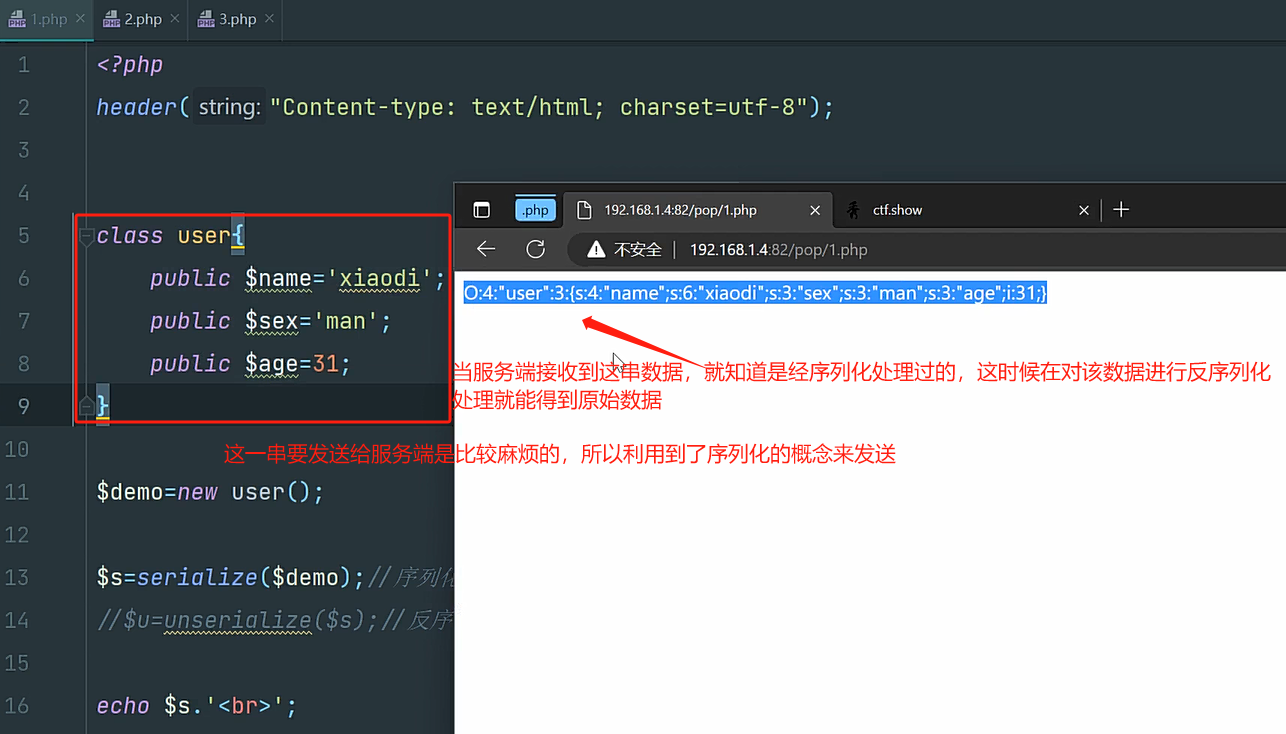 1.php
2.php
3.php
1 <?php
2 header( string: "Content-type: text/html; charset=utf-8");
3
4
5 class user{
6 public $name='xiaodi';
7 public $sex='man';
8 public $age=31;
9 }
10
11 $demo=new user();
12
13 $s=serialize($demo);//序列化
14 //$u=unserialize($s);//反序
15
16 echo $s.'<br>';
.php
192.168.1.4:82/pop/1.php
ctf.show
不安全
192.168.1.4:82/pop/1.php
O:4:"user":3:{s:4:"name";s:6:"xiaodi";s:3:"sex";s:3:"man";s:3:"age";i:31;}
当服务端接收到这串数据，就知道是经序列化处理过的，这时候在对该数据进行反序列化
处理就能得到原始数据
这一串要发送给服务端是比较麻烦的，所以利用到了序列化的概念来发送